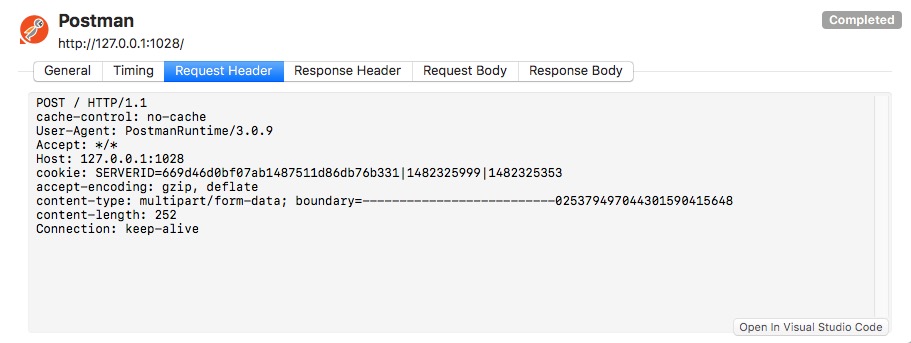 Postman
Completed
http://127.0.0.1:1028/
General Timing Request Header Response Header Request Body Response Body
POST / HTTP/1.1
cache-control: no-cache
User-Agent: PostmanRuntime/3.0.9
Accept: */*
Host: 127.0.0.1:1028
cookie: SERVERID=669d46d0bf07ab1487511d86db76b331|1482325999|1482325353
accept-encoding: gzip, deflate
content-type: multipart/form-data; boundary=--------------------------025379497044301590415648
content-length: 252
Connection: keep-alive
Open In Visual Studio Code